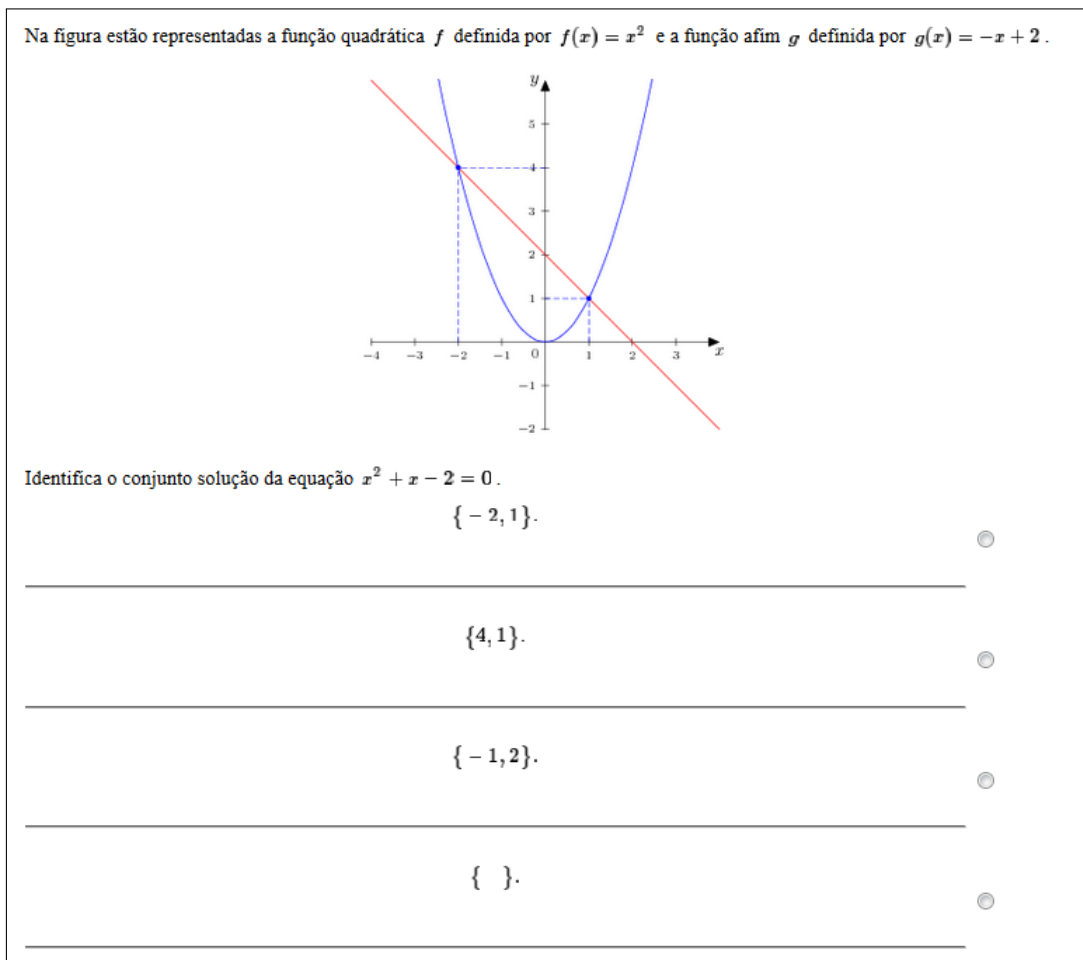 Na figura estão representadas a função quadrática f definida por f(x) = x² e a função afim g definida por g(x) = −x + 2 .
y
5
4
3
2
1
−4 −3 −2 −1 0 1 2 3 x
−1
−2
Identifica o conjunto solução da equação x² + x − 2 = 0 .
{ − 2, 1}.
{4, 1}.
{ − 1, 2}.
{ }.